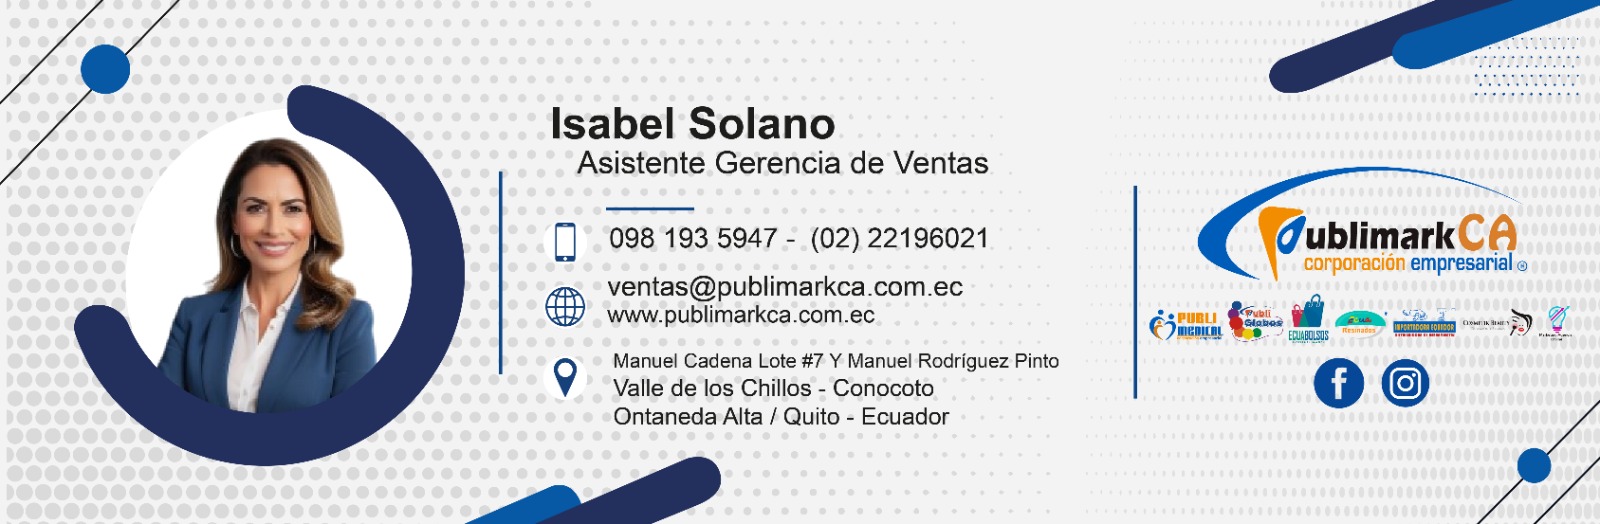 Isabel Solano
Asistente Gerencia de Ventas
098 193 5947 - (02) 22196021
ventas@publimarkca.com.ec
www.publimarkca.com.ec
Manuel Cadena Lote #7 Y Manuel Rodríguez Pinto
Valle de los Chillos - Conocoto
Ontaneda Alta / Quito - Ecuador
PublimarkCA
corporación empresarial ®
PUBLI MEDICAL
Publi Globos
ECUABOLSOS
Resinados
IMPORTADORA ECUADOR